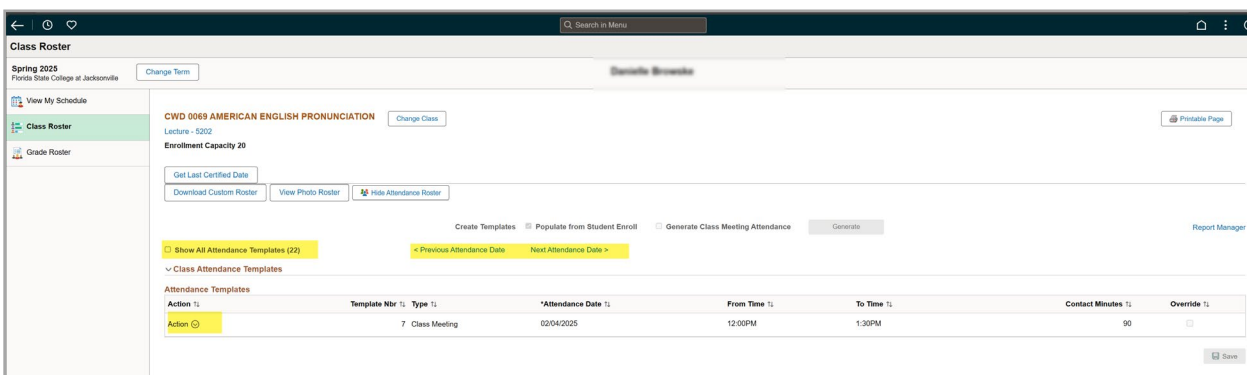 Search in Menu
Class Roster
Spring 2025
Florida State College at Jacksonville
Change Term
View My Schedule
Class Roster
Grade Roster
CWD 0069 AMERICAN ENGLISH PRONUNCIATION
Change Class
Printable Page
Lecture - 5202
Enrollment Capacity 20
Get Last Certified Date
Download Custom Roster View Photo Roster Hide Attendance Roster
Create Templates Populate from Student Enroll Generate Class Meeting Attendance Generate Report Manager
Show All Attendance Templates (22) < Previous Attendance Date Next Attendance Date >
Class Attendance Templates
Attendance Templates
Action Template Nbr Type *Attendance Date From Time To Time Contact Minutes Override
Action 7 Class Meeting 02/04/2025 12:00PM 1:30PM 90
Save